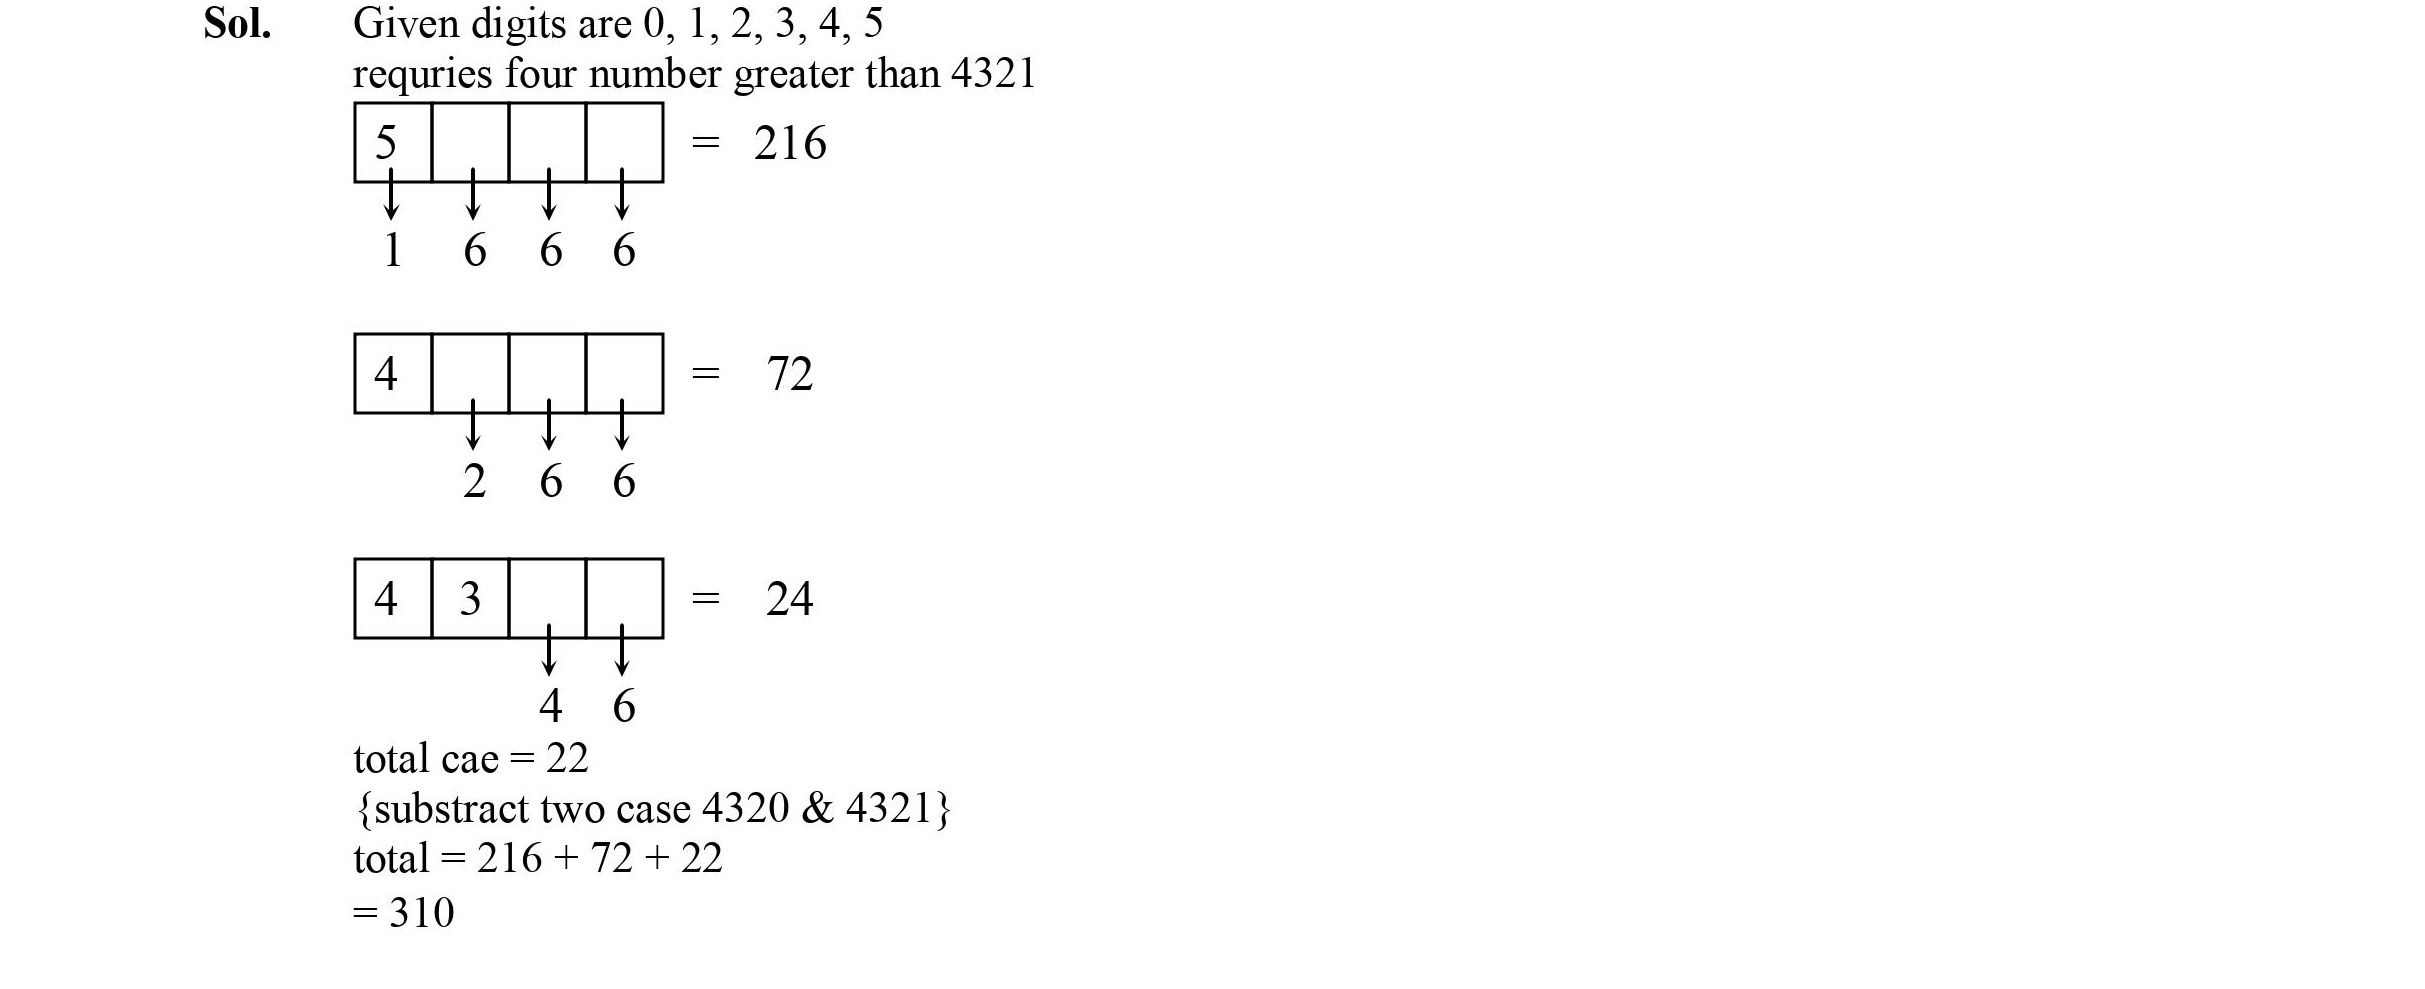 Sol. Given digits are 0, 1, 2, 3, 4, 5
requries four number greater than 4321
5 = 216
1 6 6 6
4 = 72
2 6 6
4 3 = 24
4 6
total cae = 22
{substract two case 4320 & 4321}
total = 216 + 72 + 22
= 310